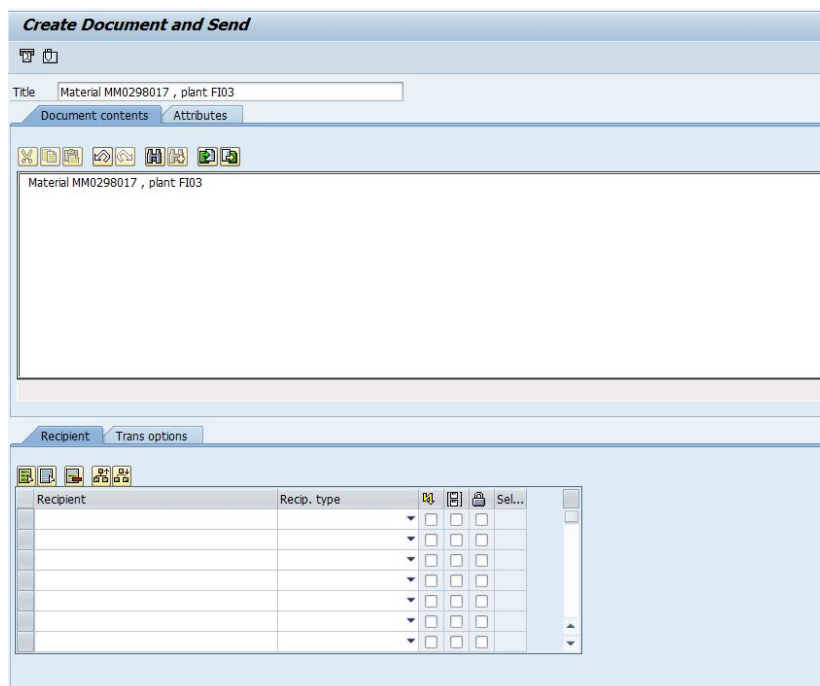 Create Document and Send
Title Material MM0298017 , plant FI03
Document contents Attributes
Material MM0298017 , plant FI03
Recipient Trans options
Recipient Recip. type Sel...